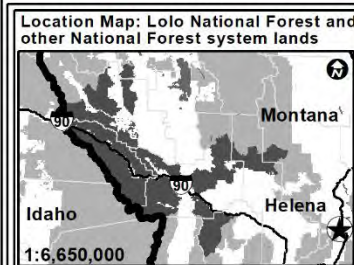 Location Map: Lolo National Forest and
other National Forest system lands
N
Montana
90
90
Idaho
Helena
1:6,650,000